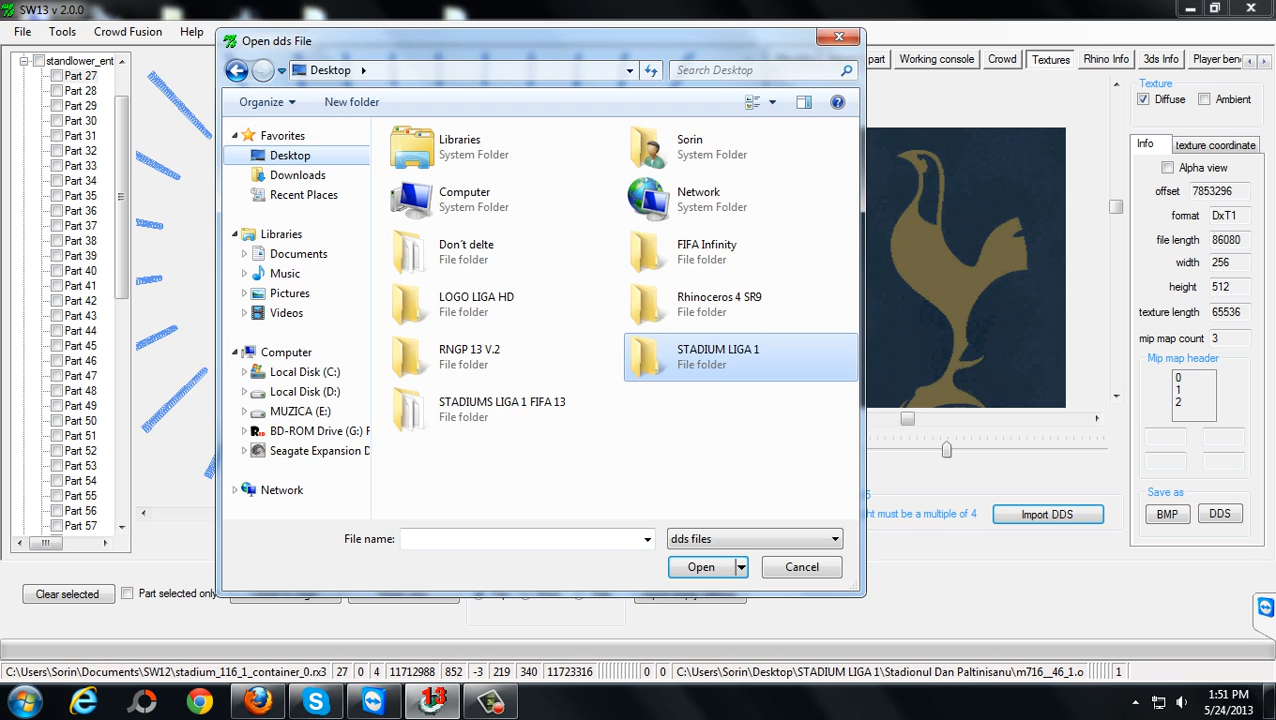 SW13 v 2.0.0
File Tools Crowd Fusion Help
Open dds File
Desktop
Search Desktop
Organize New folder
Favorites
Desktop
Downloads
Recent Places
Libraries
Documents
Music
Pictures
Videos
Computer
Local Disk (C:)
Local Disk (D:)
MUZICA (E:)
BD-ROM Drive (G:) F
Seagate Expansion D
Network
Libraries
System Folder
Sorin
System Folder
Computer
System Folder
Network
System Folder
Don´t delte
File folder
FIFA Infinity
File folder
LOGO LIGA HD
File folder
Rhinoceros 4 SR9
File folder
RNGP 13 V.2
File folder
STADIUM LIGA 1
File folder
STADIUMS LIGA 1 FIFA 13
File folder
File name:
dds files
Open Cancel
standlower_ent
Part 27
Part 28
Part 29
Part 30
Part 31
Part 32
Part 33
Part 34
Part 35
Part 36
Part 37
Part 38
Part 39
Part 40
Part 41
Part 42
Part 43
Part 44
Part 45
Part 46
Part 47
Part 48
Part 49
Part 50
Part 51
Part 52
Part 53
Part 54
Part 55
Part 56
Part 57
part Working console Crowd Textures Rhino Info 3ds Info Player ben
Texture
Diffuse Ambient
Info texture coordinate
Alpha view
offset 7853296
format DxT1
file length 86080
width 256
height 512
texture length 65536
mip map count 3
Mip map header
0
1
2
Save as
BMP DDS
ht must be a multiple of 4
Import DDS
Clear selected Part selected only
C:\Users\Sorin\Documents\SW12\stadium_116_1_container_0.rx3 27 0 4 11712988 852 -3 219 340 11723316 0 0 C:\Users\Sorin\Desktop\STADIUM LIGA 1\Stadionul Dan Paltinisanu\m716__46_1.o 1
13
1:51 PM
5/24/2013